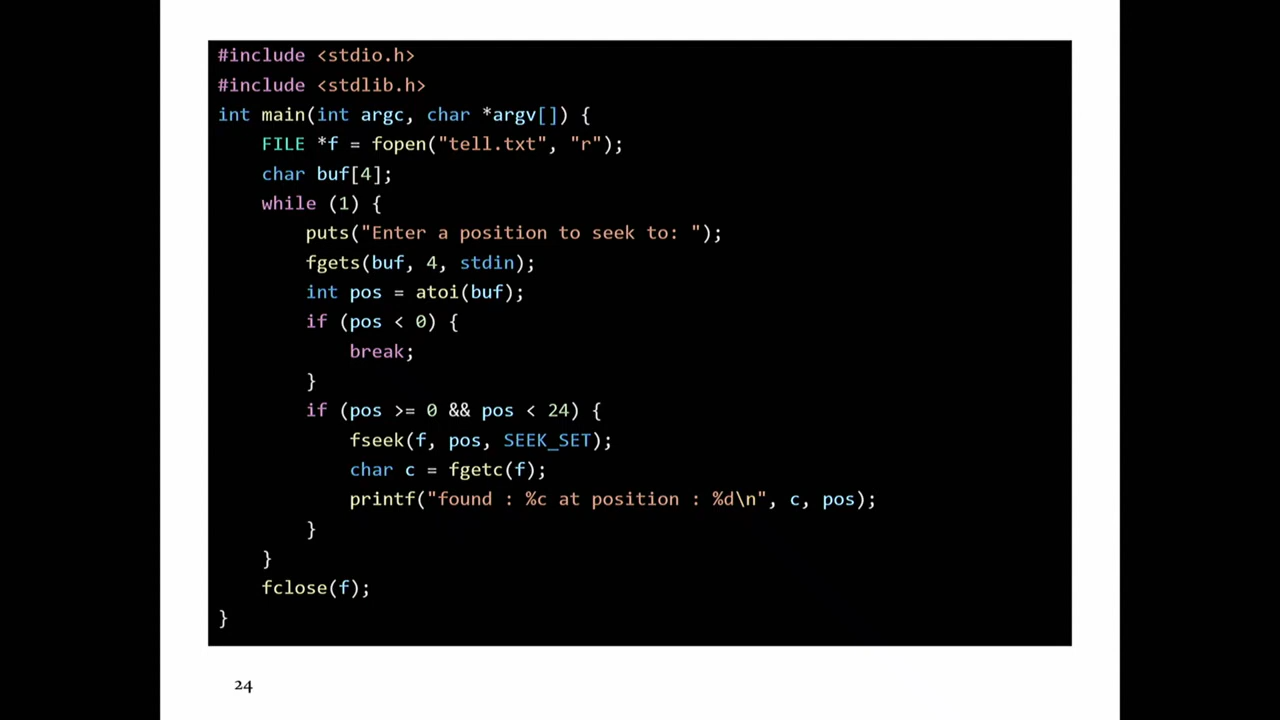 #include <stdio.h>
#include <stdlib.h>
int main(int argc, char *argv[]) {
    FILE *f = fopen("tell.txt", "r");
    char buf[4];
    while (1) {
        puts("Enter a position to seek to: ");
        fgets(buf, 4, stdin);
        int pos = atoi(buf);
        if (pos < 0) {
            break;
        }
        if (pos >= 0 && pos < 24) {
            fseek(f, pos, SEEK_SET);
            char c = fgetc(f);
            printf("found : %c at position : %d\n", c, pos);
        }
    }
    fclose(f);
}
24